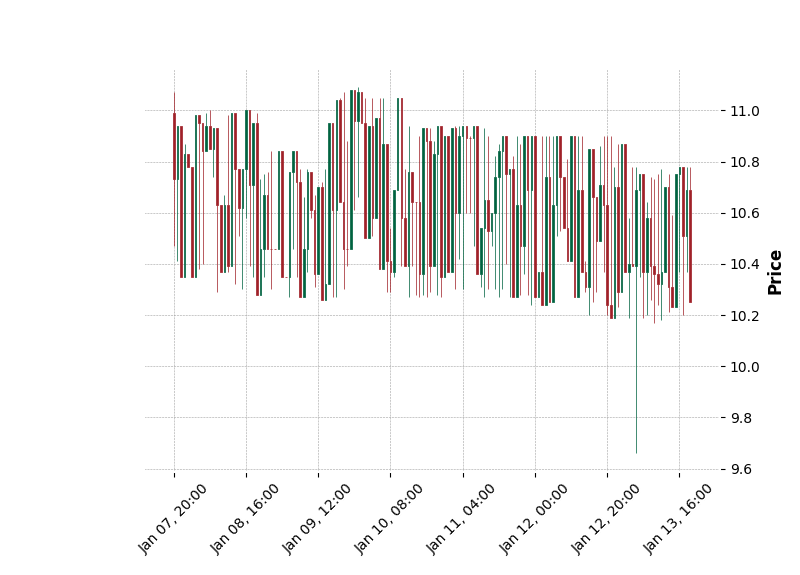 11.0
10.8
10.6
10.4
10.2
10.0
9.8
9.6
Price
Jan 07, 20:00
Jan 08, 16:00
Jan 09, 12:00
Jan 10, 08:00
Jan 11, 04:00
Jan 12, 00:00
Jan 12, 20:00
Jan 13, 16:00